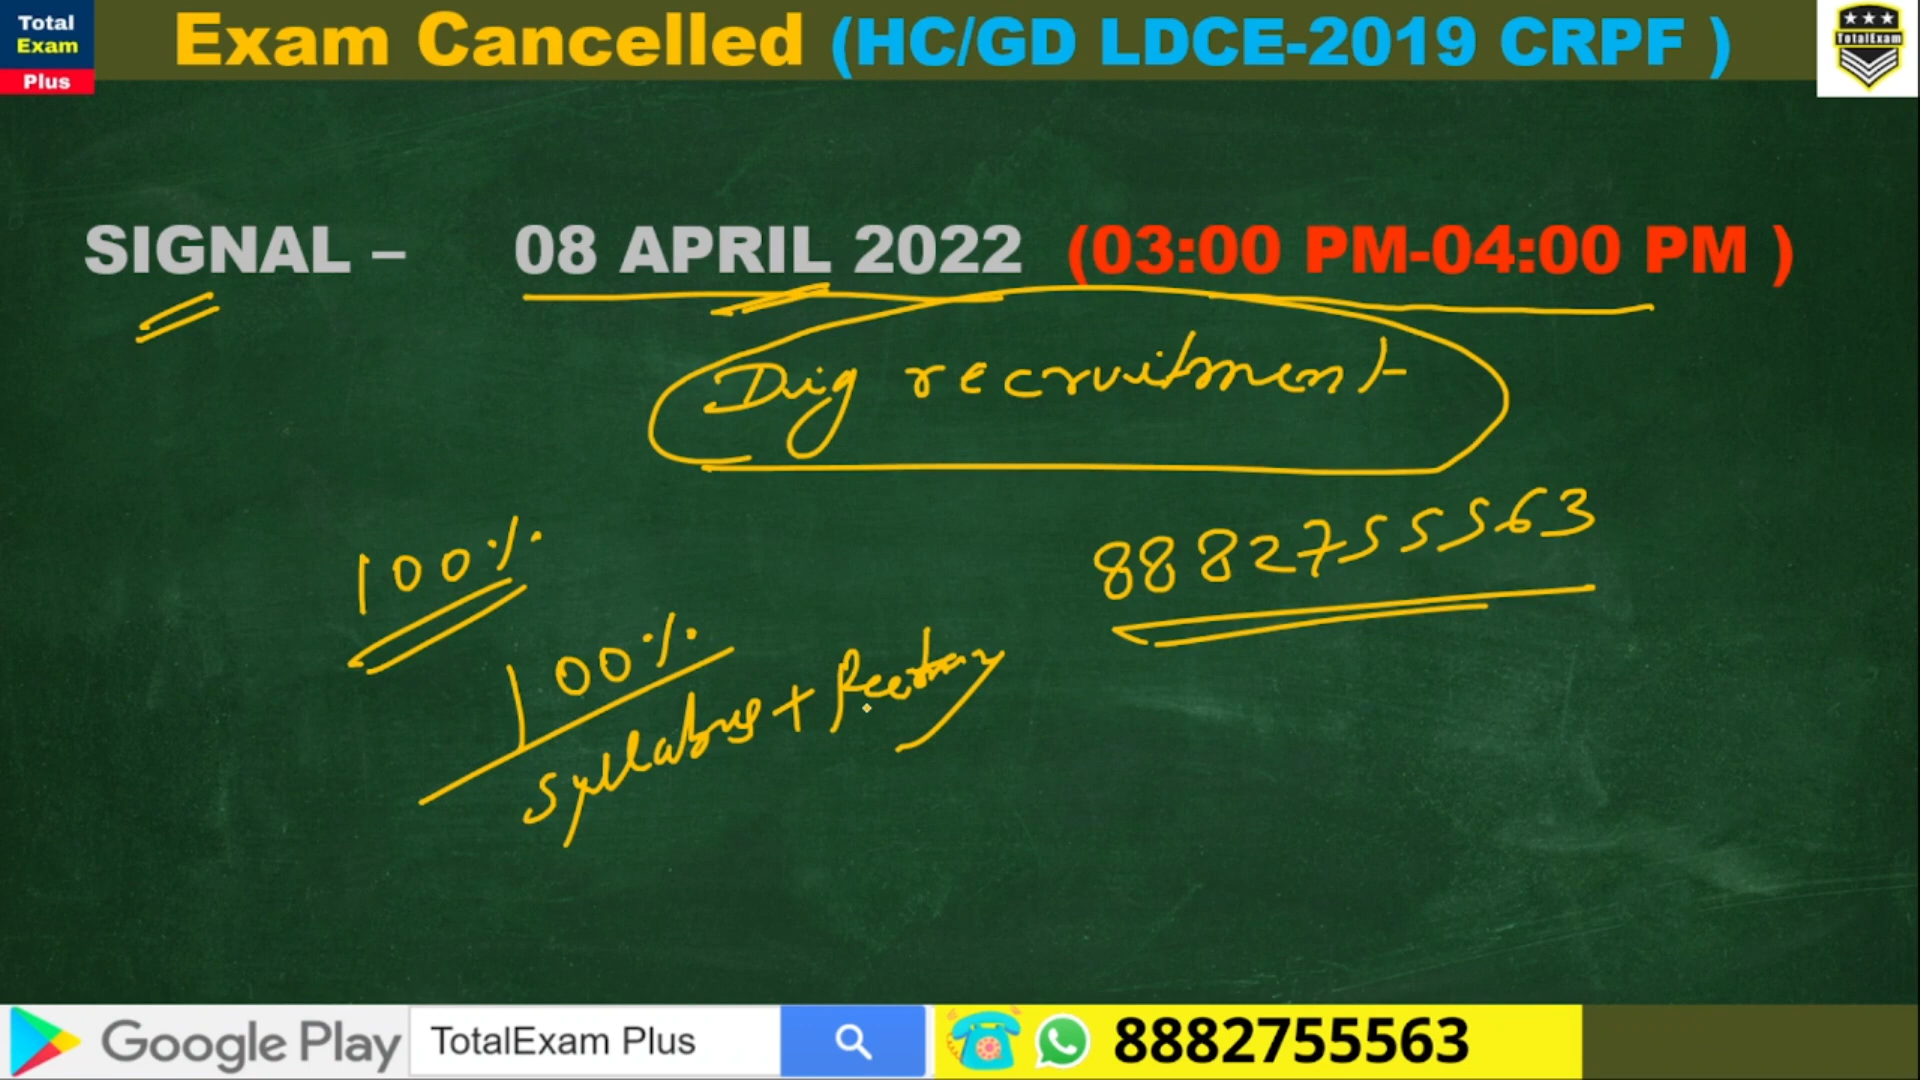 Total
Exam
Plus
Exam Cancelled (HC/GD LDCE-2019 CRPF )
TotalExam
SIGNAL – 08 APRIL 2022 (03:00 PM-04:00 PM )
Dig recruitment
8882755563
100%
100%
Syllabus +
Google Play
TotalExam Plus
8882755563